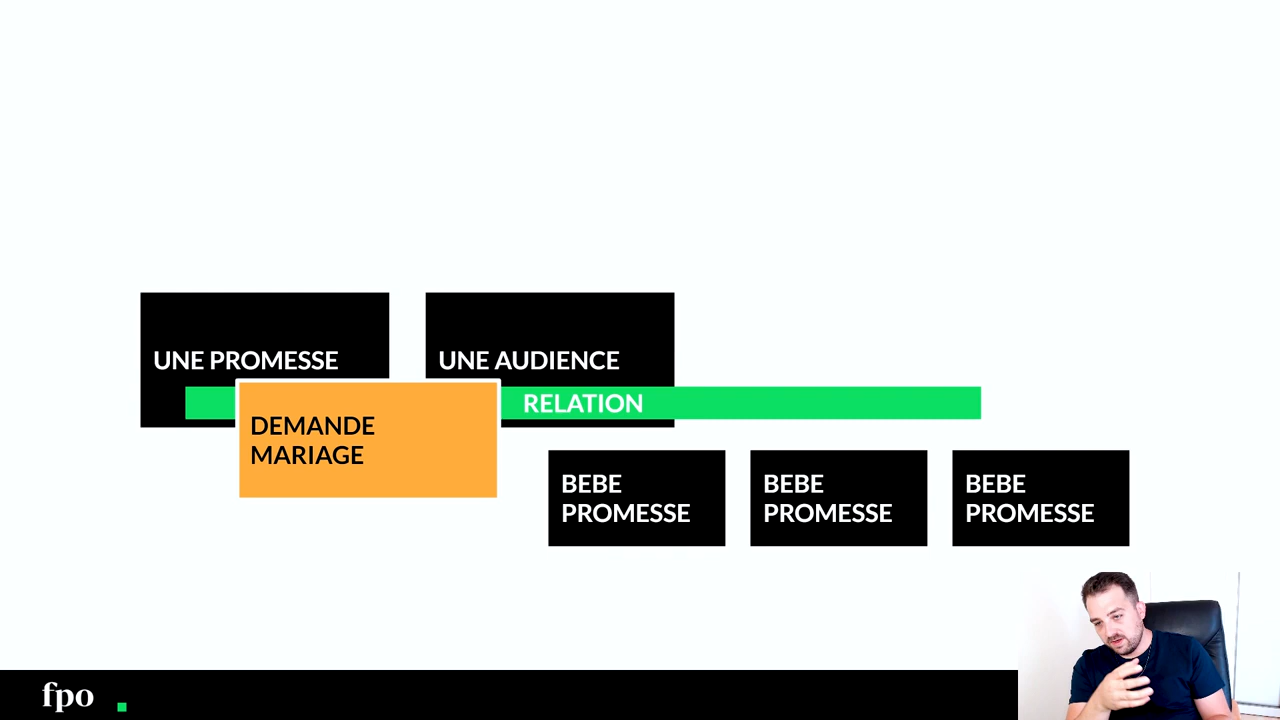 UNE PROMESSE
UNE AUDIENCE
RELATION
DEMANDE
MARIAGE
BEBE
PROMESSE
BEBE
PROMESSE
BEBE
PROMESSE
fpo